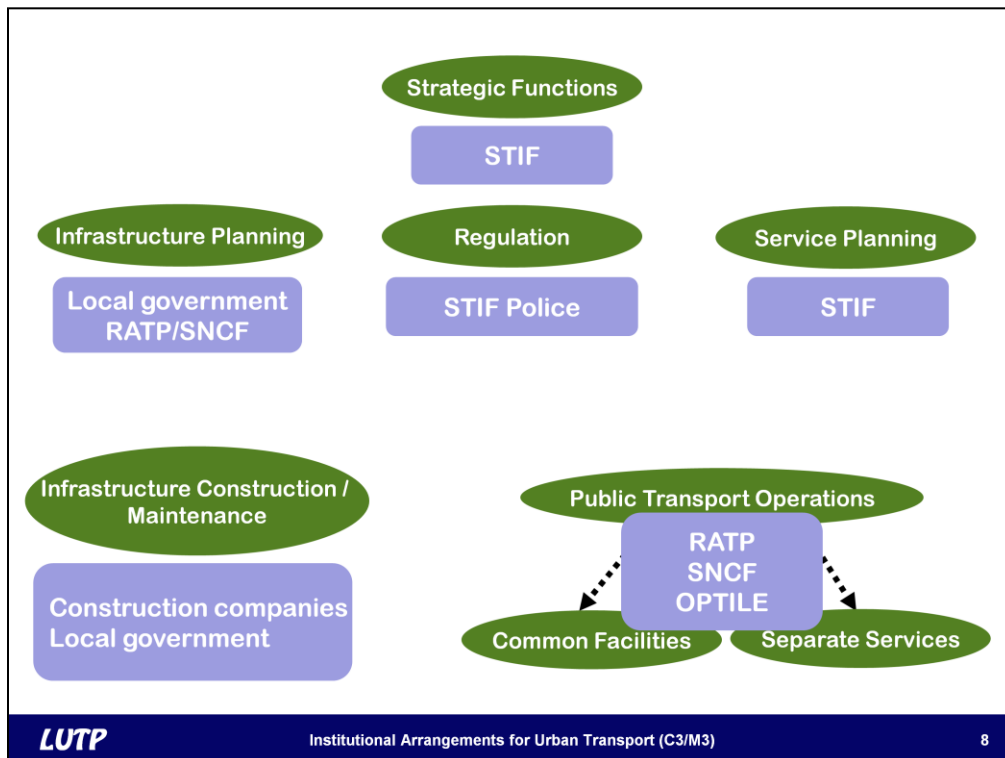 Strategic Functions
STIF
Infrastructure Planning
Regulation
Service Planning
Local government
RATP/SNCF
STIF Police
STIF
Infrastructure Construction /
Maintenance
Public Transport Operations
Construction companies
Local government
RATP
SNCF
OPTILE
Common Facilities
Separate Services
LUTP
Institutional Arrangements for Urban Transport (C3/M3)
8